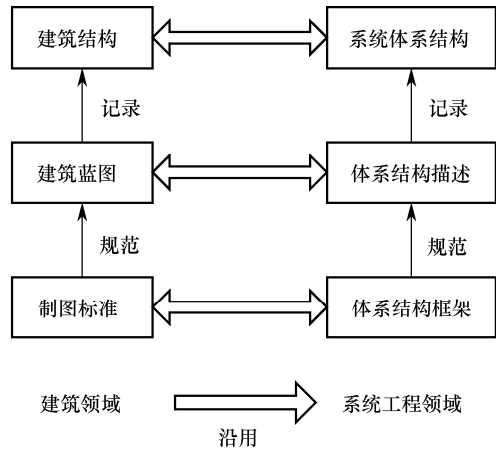 建筑结构
系统体系结构
记录
记录
建筑蓝图
体系结构描述
规范
规范
制图标准
体系结构框架
建筑领域
系统工程领域
沿用